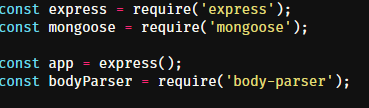 const express = require('express');
const mongoose = require('mongoose');
const app = express();
const bodyParser = require('body-parser');